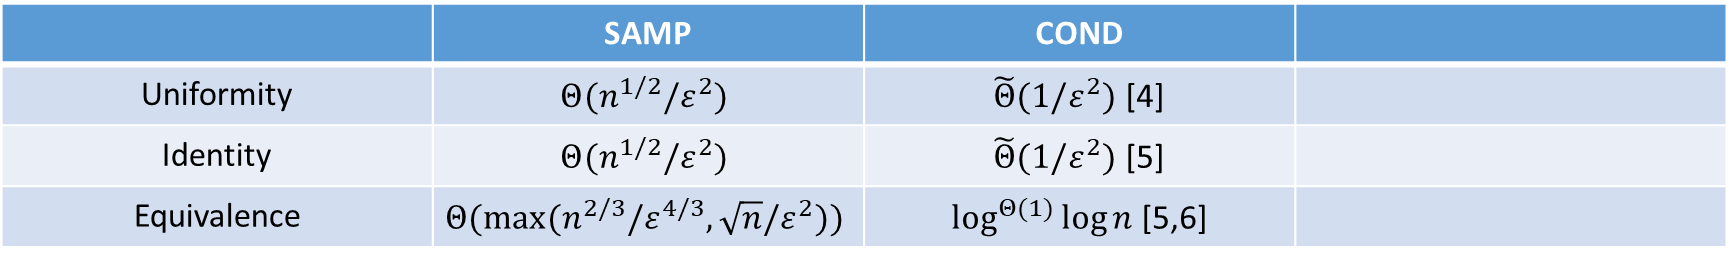 SAMP COND
Uniformity Θ(n^{1/2}/ε^2) Θ̃(1/ε^2) [4]
Identity Θ(n^{1/2}/ε^2) Θ̃(1/ε^2) [5]
Equivalence Θ(max(n^{2/3}/ε^{4/3}, √n/ε^2)) log^{Θ(1)} log n [5,6]